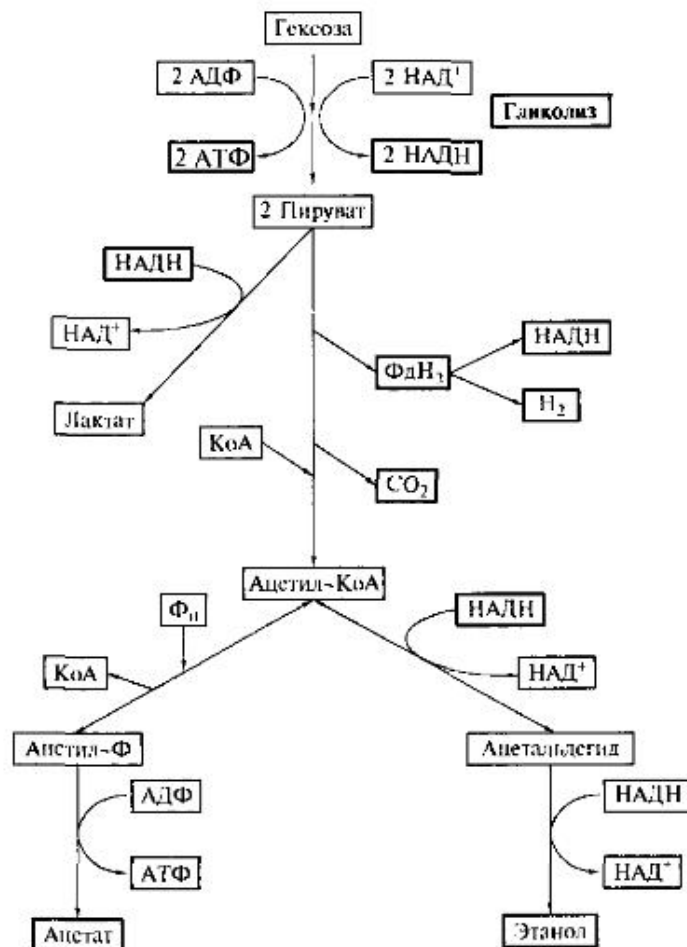 Гексоза
2 АДФ
2 НАД⁺
Гликолиз
2 АТФ
2 НАДН
2 Пируват
НАДН
НАД⁺
НАДН
ФдН₂
Лактат
Н₂
КоА
СО₂
Ацетил~КоА
Фн
НАДН
КоА
НАД⁺
Ацетил~Ф
Ацетальдегид
АДФ
НАДН
АТФ
НАД⁺
Ацетат
Этанол